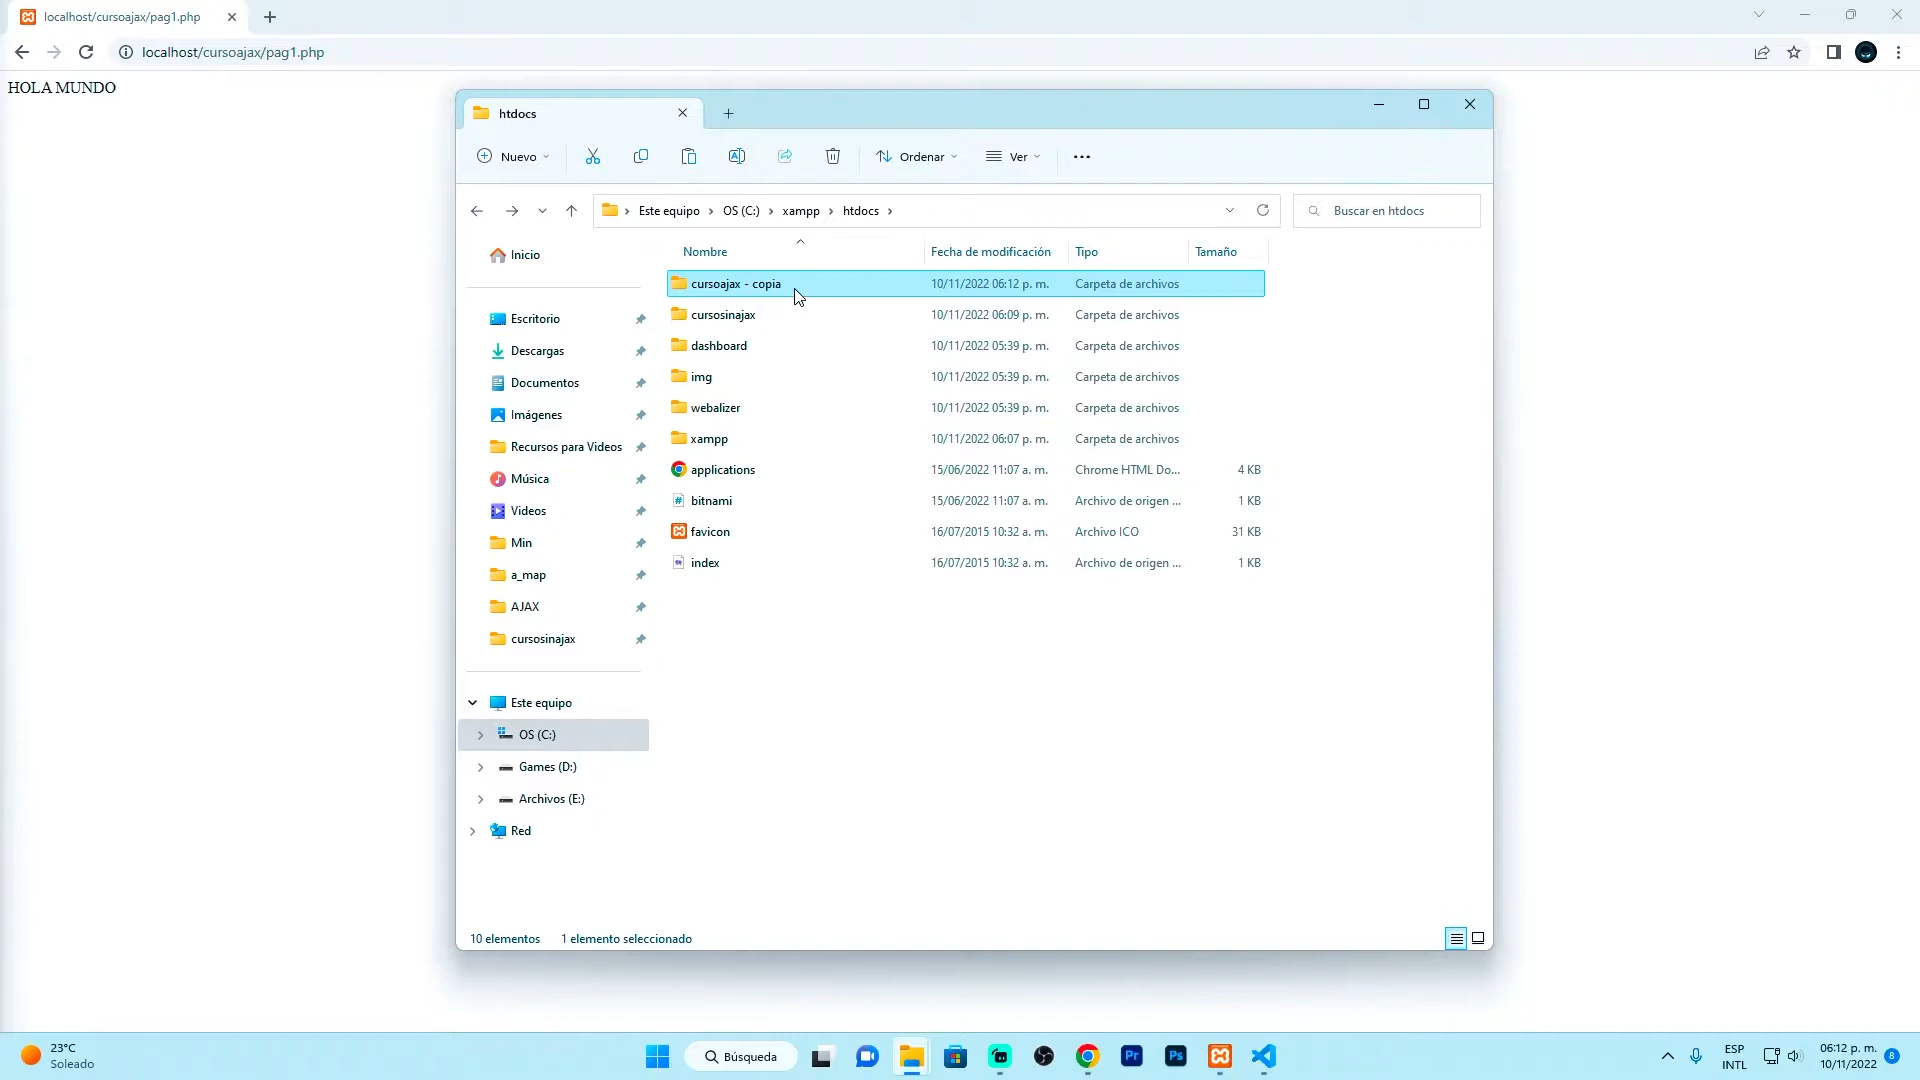 localhost/cursoajax/pag1.php
localhost/cursoajax/pag1.php
HOLA MUNDO
htdocs
Nuevo
Ordenar
Ver
Este equipo
OS (C:)
xampp
htdocs
Buscar en htdocs
Nombre
Fecha de modificación
Tipo
Tamaño
Inicio
Escritorio
Descargas
Documentos
Imágenes
Recursos para Videos
Música
Videos
Min
a_map
AJAX
cursosinajax
Este equipo
OS (C:)
Games (D:)
Archivos (E:)
Red
cursoajax - copia 10/11/2022 06:12 p. m. Carpeta de archivos
cursosinajax 10/11/2022 06:09 p. m. Carpeta de archivos
dashboard 10/11/2022 05:39 p. m. Carpeta de archivos
img 10/11/2022 05:39 p. m. Carpeta de archivos
webalizer 10/11/2022 05:39 p. m. Carpeta de archivos
xampp 10/11/2022 06:07 p. m. Carpeta de archivos
applications 15/06/2022 11:07 a. m. Chrome HTML Do... 4 KB
bitnami 15/06/2022 11:07 a. m. Archivo de origen ... 1 KB
favicon 16/07/2015 10:32 a. m. Archivo ICO 31 KB
index 16/07/2015 10:32 a. m. Archivo de origen ... 1 KB
10 elementos 1 elemento seleccionado
23°C
Soleado
Búsqueda
Pr
Ps
ESP
INTL
06:12 p. m.
10/11/2022
8